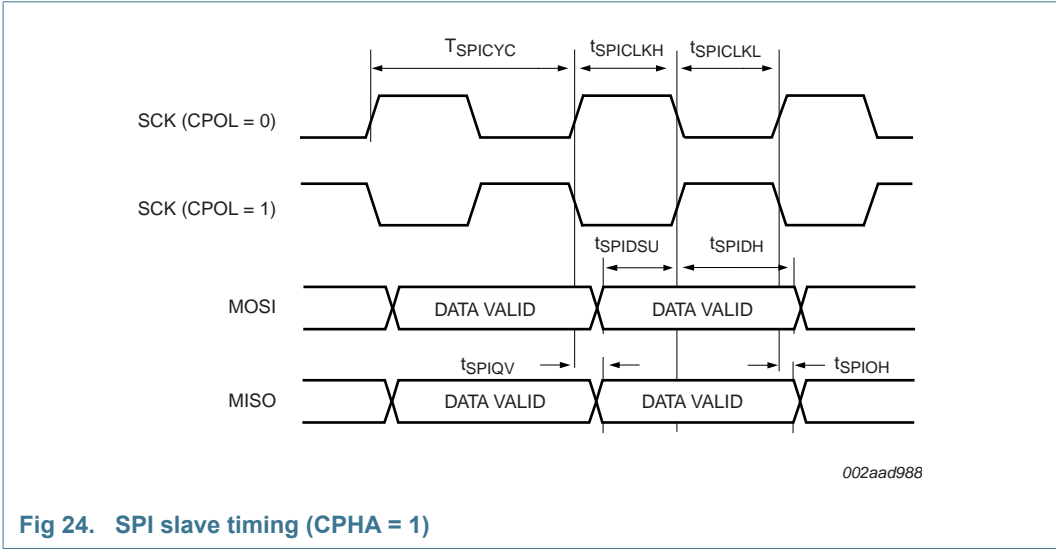 TSPICYC tSPICLKH tSPICLKL
SCK (CPOL = 0)
SCK (CPOL = 1)
tSPIDSU tSPIDH
MOSI DATA VALID DATA VALID
tSPIQV tSPIOH
MISO DATA VALID DATA VALID
002aad988
Fig 24. SPI slave timing (CPHA = 1)